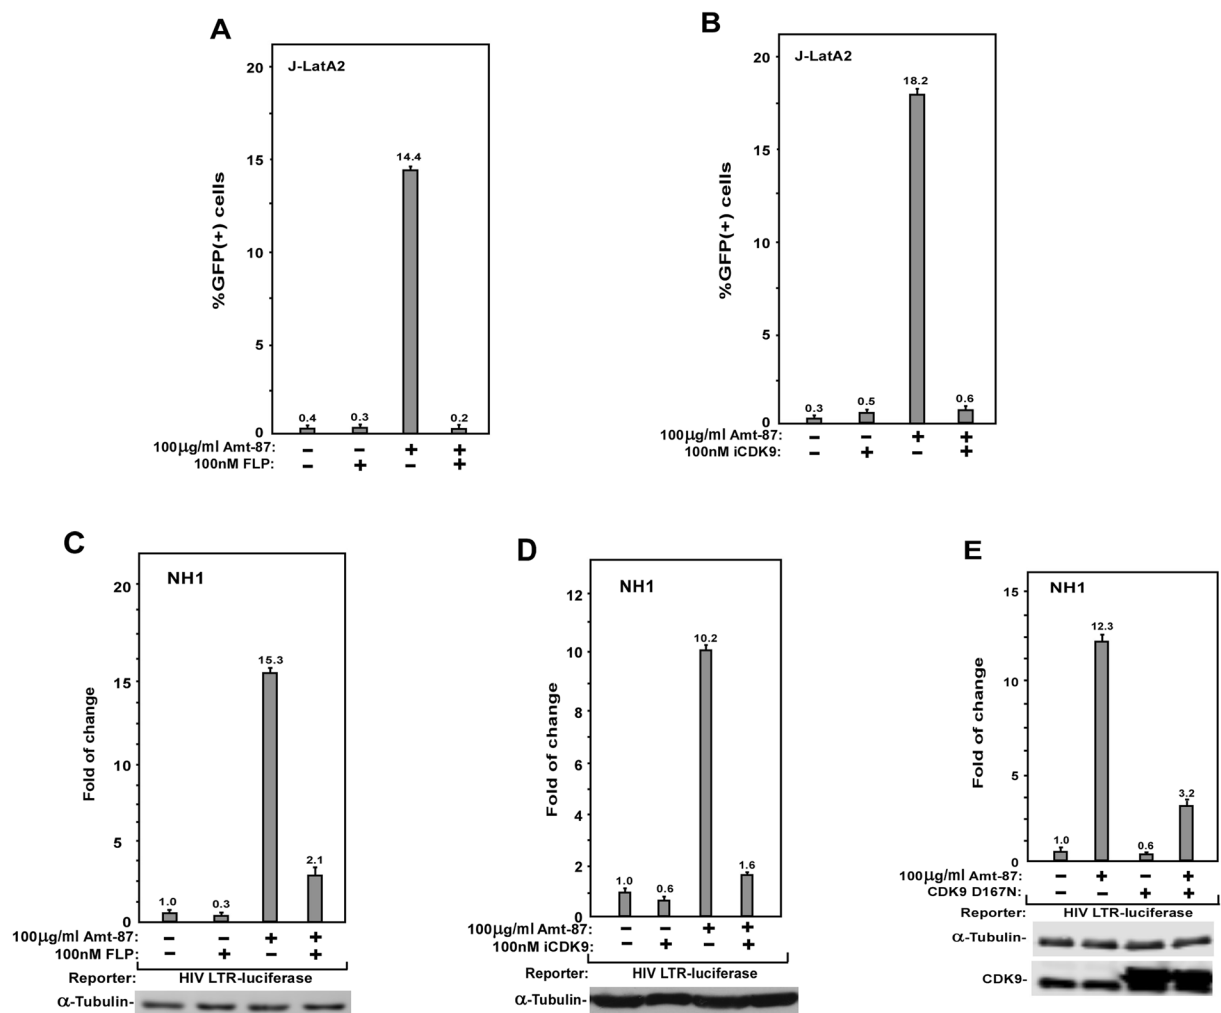 A
J-LatA2
%GFP(+) cells
20
15
10
5
0
0.4
0.3
14.4
0.2
100µg/ml Amt-87: – – + +
100nM FLP: – + – +
B
J-LatA2
%GFP(+) cells
20
15
10
5
0
0.3
0.5
18.2
0.6
100µg/ml Amt-87: – – + +
100nM iCDK9: – + – +
C
NH1
Fold of change
20
15
10
5
0
1.0
0.3
15.3
2.1
100µg/ml Amt-87: – – + +
100nM FLP: – + – +
Reporter: HIV LTR-luciferase
α-Tubulin-
D
NH1
Fold of change
12
10
8
6
4
2
0
1.0
0.6
10.2
1.6
100µg/ml Amt-87: – – + +
100nM iCDK9: – + – +
Reporter: HIV LTR-luciferase
α-Tubulin-
E
NH1
Fold of change
15
10
5
0
1.0
12.3
0.6
3.2
100µg/ml Amt-87: – + – +
CDK9 D167N: – – + +
Reporter: HIV LTR-luciferase
α-Tubulin-
CDK9-